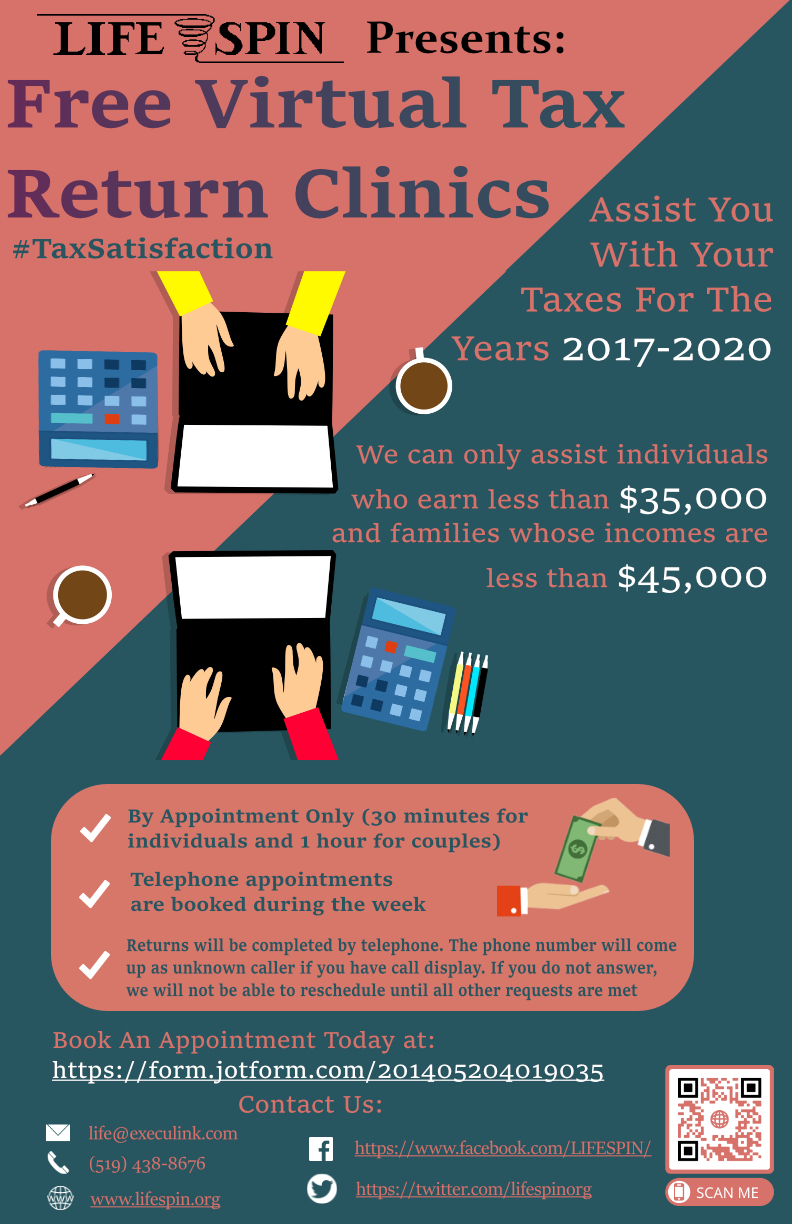 LIFE SPIN Presents:
Free Virtual Tax
Return Clinics
#TaxSatisfaction
Assist You
With Your
Taxes For The
Years 2017-2020
We can only assist individuals
who earn less than $35,000
and families whose incomes are
less than $45,000
By Appointment Only (30 minutes for
individuals and 1 hour for couples)
Telephone appointments
are booked during the week
Returns will be completed by telephone. The phone number will come
up as unknown caller if you have call display. If you do not answer,
we will not be able to reschedule until all other requests are met
Book An Appointment Today at:
https://form.jotform.com/201405204019035
Contact Us:
life@execulink.com
(519) 438-8676
www.lifespin.org
https://www.facebook.com/LIFESPIN/
https://twitter.com/lifespinorg
SCAN ME